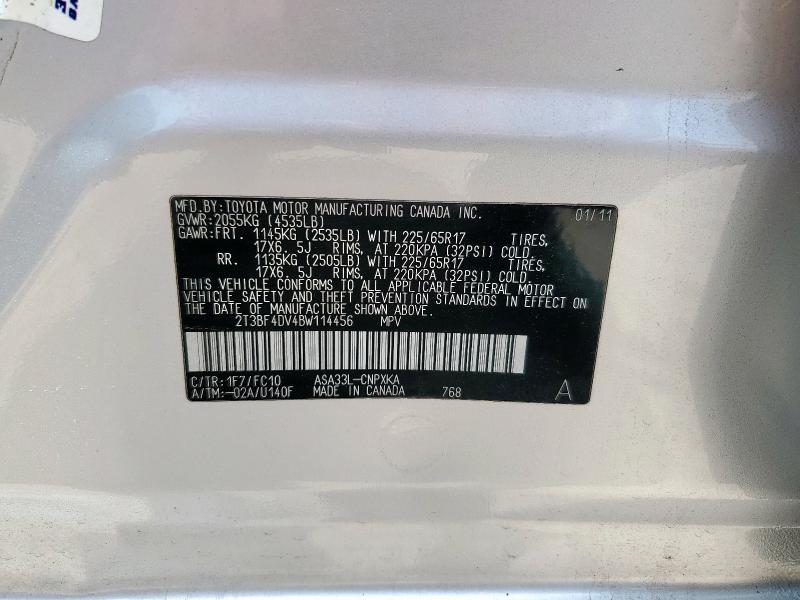 MFD.BY:TOYOTA MOTOR MANUFACTURING CANADA INC. 01/11
GVWR:2055KG (4535LB)
GAWR:FRT. 1145KG (2535LB) WITH 225/65R17 TIRES,
17X6.5J RIMS, AT 220KPA (32PSI) COLD.
RR. 1135KG (2505LB) WITH 225/65R17 TIRES,
17X6.5J RIMS, AT 220KPA (32PSI) COLD.
THIS VEHICLE CONFORMS TO ALL APPLICABLE FEDERAL MOTOR
VEHICLE SAFETY AND THEFT PREVENTION STANDARDS IN EFFECT ON
THE DATE OF MANUFACTURE SHOWN ABOVE.
2T3BF4DV4BW114456 MPV
C/TR:1F7/FC10 ASA33L-CNPXKA
A/TM:-02A/U140F MADE IN CANADA 768 A